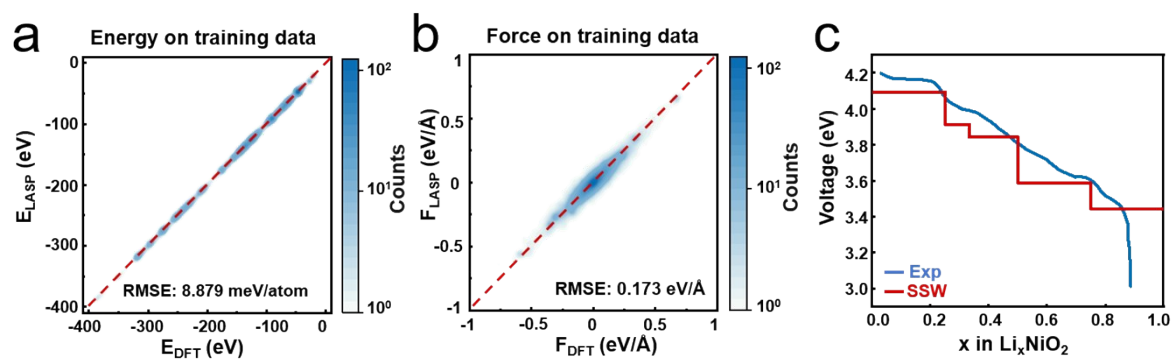 a
Energy on training data
0
-100
-200
-300
-400
E_LASP (eV)
-400
-300
-200
-100
0
E_DFT (eV)
RMSE: 8.879 meV/atom
10²
10¹
10⁰
Counts
b
Force on training data
1
0.5
0
-0.5
-1
F_LASP (eV/Å)
-1
-0.5
0
0.5
1
F_DFT (eV/Å)
RMSE: 0.173 eV/Å
10²
10¹
10⁰
Counts
c
4.2
4.0
3.8
3.6
3.4
3.2
3.0
Voltage (eV)
Exp
SSW
0.0
0.2
0.4
0.6
0.8
1.0
x in LiₓNiO₂